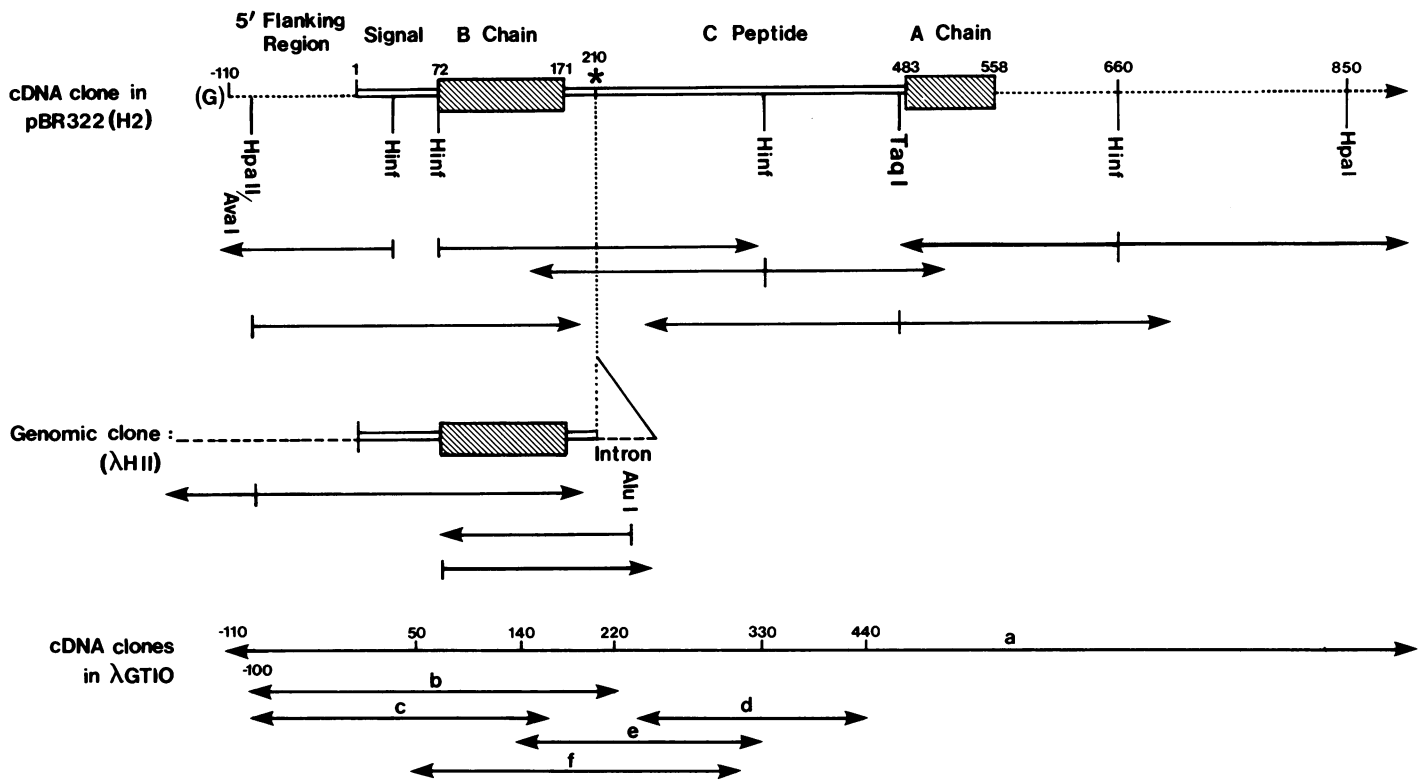 5' Flanking
Region
Signal
B Chain
C Peptide
A Chain
-110
1
72
171
210
*
483
558
660
850
cDNA clone in
pBR322 (H2)
(G)
HpaII/
AvaI
Hinf
Hinf
Hinf
TaqI
Hinf
HpaI
Genomic clone :
(λHII)
Intron
AluI
cDNA clones
in λGTIO
-110
50
140
220
330
440
a
-100
b
c
d
e
f